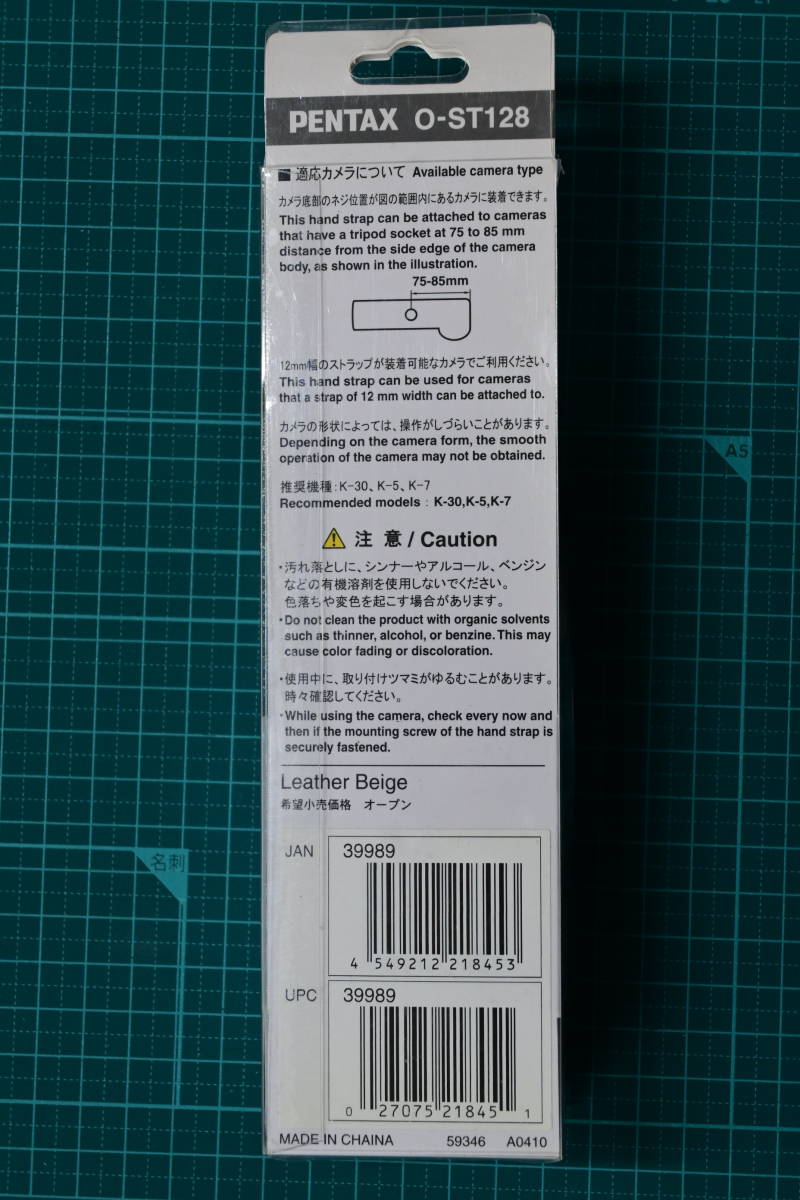 PENTAX O-ST128
■ 適応カメラについて Available camera type
カメラ底部のネジ位置が図の範囲内にあるカメラに装着できます。
This hand strap can be attached to cameras
that have a tripod socket at 75 to 85 mm
distance from the side edge of the camera
body, as shown in the illustration.
75-85mm
12mm幅のストラップが装着可能なカメラでご利用ください。
This hand strap can be used for cameras
that a strap of 12 mm width can be attached to.
カメラの形状によっては、操作がしづらいことがあります。
Depending on the camera form, the smooth
operation of the camera may not be obtained.
推奨機種:K-30、K-5、K-7
Recommended models : K-30,K-5,K-7
注 意 / Caution
・汚れ落としに、シンナーやアルコール、ベンジン
などの有機溶剤を使用しないでください。
色落ちや変色を起こす場合があります。
・Do not clean the product with organic solvents
such as thinner, alcohol, or benzine. This may
cause color fading or discoloration.
・使用中に、取り付けツマミがゆるむことがあります。
時々確認してください。
・While using the camera, check every now and
then if the mounting screw of the hand strap is
securely fastened.
Leather Beige
希望小売価格 オープン
JAN 39989
4 549212 218453
UPC 39989
0 27075 21845 1
MADE IN CHAINA 59346 A0410
A5
名刺